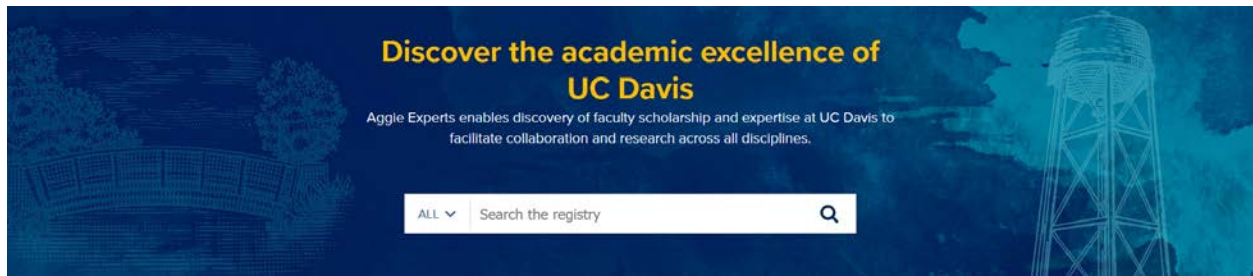 Discover the academic excellence of
UC Davis
Aggie Experts enables discovery of faculty scholarship and expertise at UC Davis to
facilitate collaboration and research across all disciplines.
ALL Search the registry